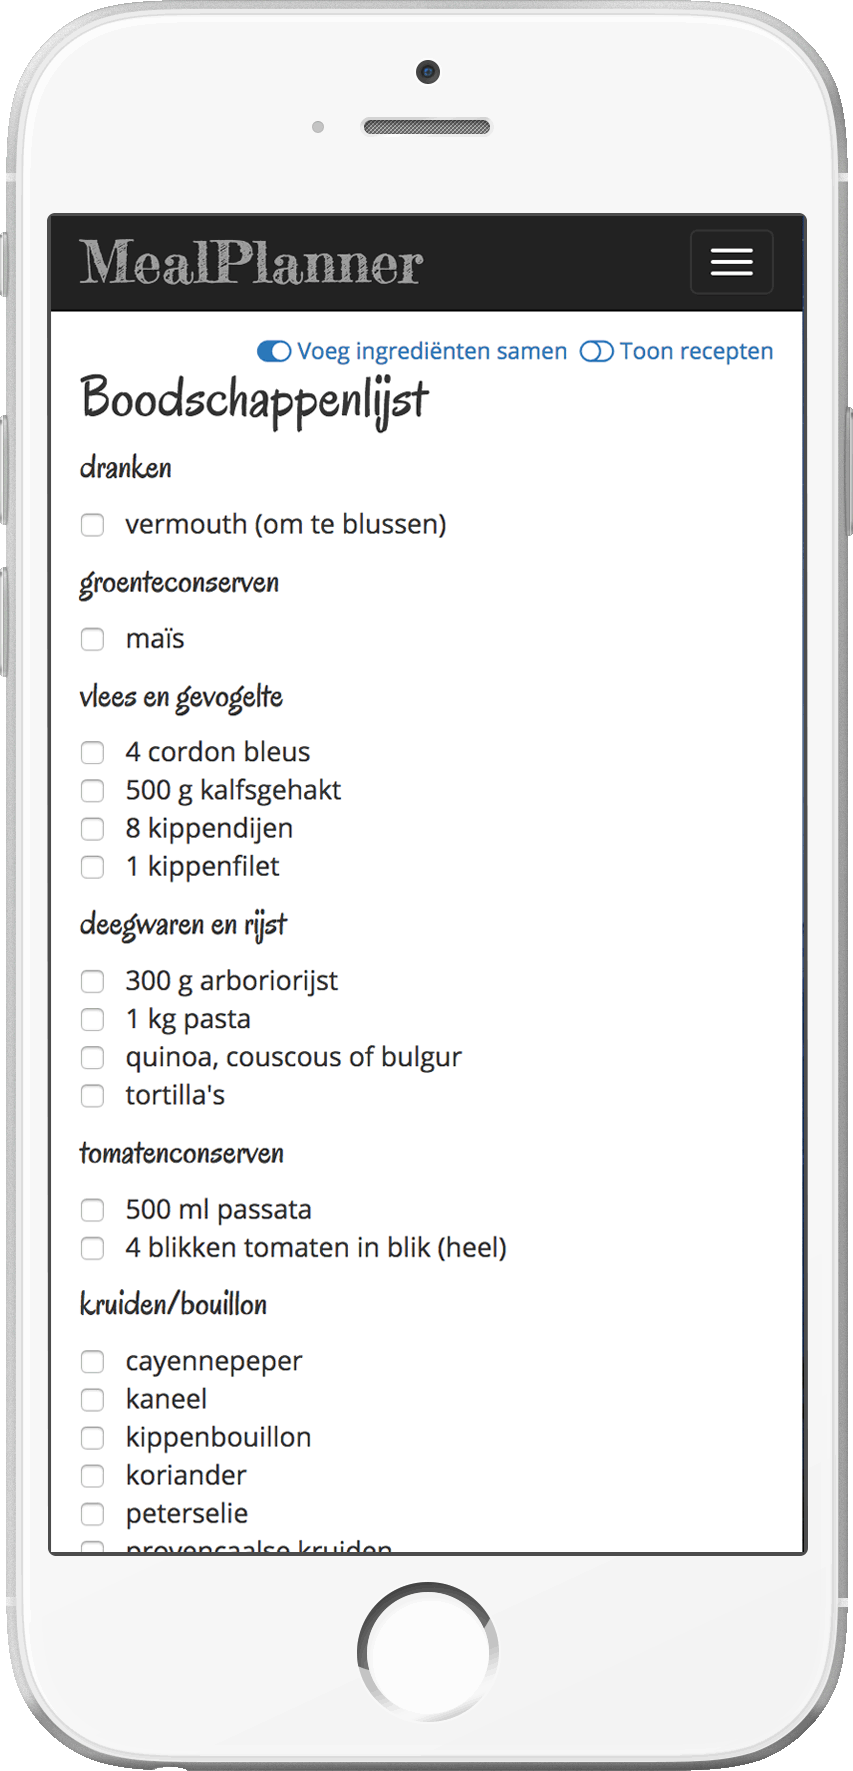 MealPlanner
Voeg ingrediënten samen Toon recepten
Boodschappenlijst
dranken
vermouth (om te blussen)
groenteconserven
maïs
vlees en gevogelte
4 cordon bleus
500 g kalfsgehakt
8 kippendijen
1 kippenfilet
deegwaren en rijst
300 g arboriorijst
1 kg pasta
quinoa, couscous of bulgur
tortilla's
tomatenconserven
500 ml passata
4 blikken tomaten in blik (heel)
kruiden/bouillon
cayennepeper
kaneel
kippenbouillon
koriander
peterselie
provençaalse kruiden